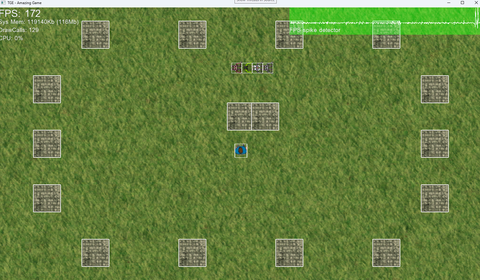 TGE - Amazing Game
FPS: 172
Sys Mem: 119140Kb (116Mb)
DrawCalls: 129
CPU: 0%
FPS spike detector